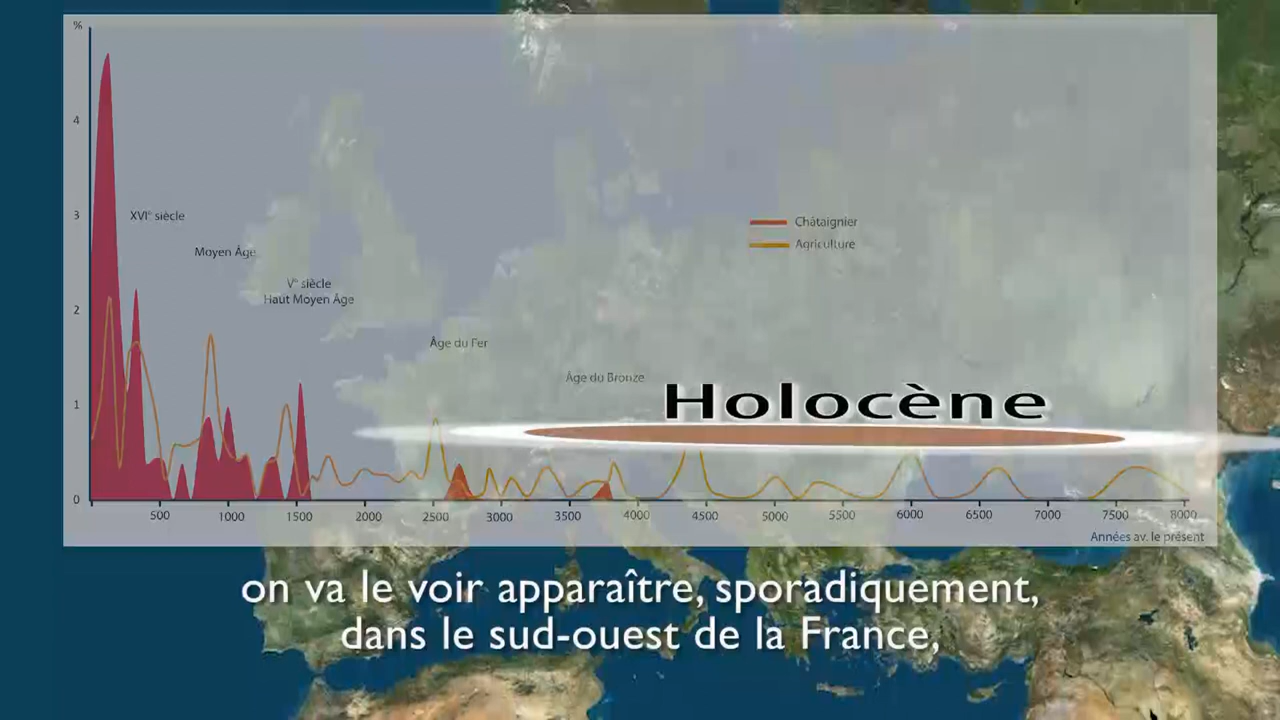 %
4
3
2
1
0
XVIᵉ siècle
Moyen Âge
Vᵉ siècle
Haut Moyen Âge
Âge du Fer
Âge du Bronze
Châtaignier
Agriculture
Holocène
500 1000 1500 2000 2500 3000 3500 4000 4500 5000 5500 6000 6500 7000 7500 8000
Années av. le présent
on va le voir apparaître, sporadiquement,
dans le sud-ouest de la France,